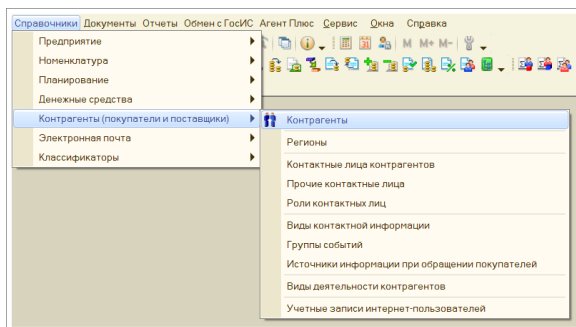 Справочники Документы Отчеты Обмен с ГосИС Агент Плюс Сервис Окна Справка
Предприятие
M M+ M-
Номенклатура
Планирование
Денежные средства
Контрагенты (покупатели и поставщики)
Контрагенты
Электронная почта
Регионы
Классификаторы
Контактные лица контрагентов
Прочие контактные лица
Роли контактных лиц
Виды контактной информации
Группы событий
Источники информации при обращении покупателей
Виды деятельности контрагентов
Учетные записи интернет-пользователей